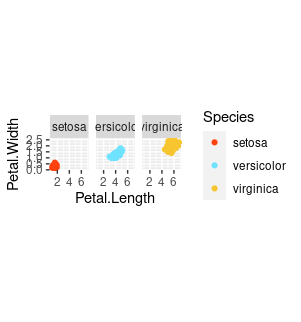 setosa ersicolo virginica
2.5
2.0
1.5
1.0
0.5
0.0
2 4 6 2 4 6 2 4 6
Petal.Length
Petal.Width
Species
setosa
versicolor
virginica